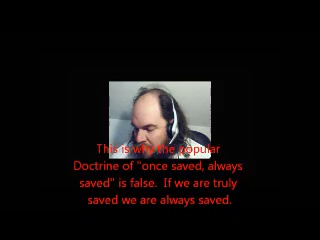 This is why the popular
Doctrine of "once saved, always
saved" is false.  If we are truly
saved we are always saved.